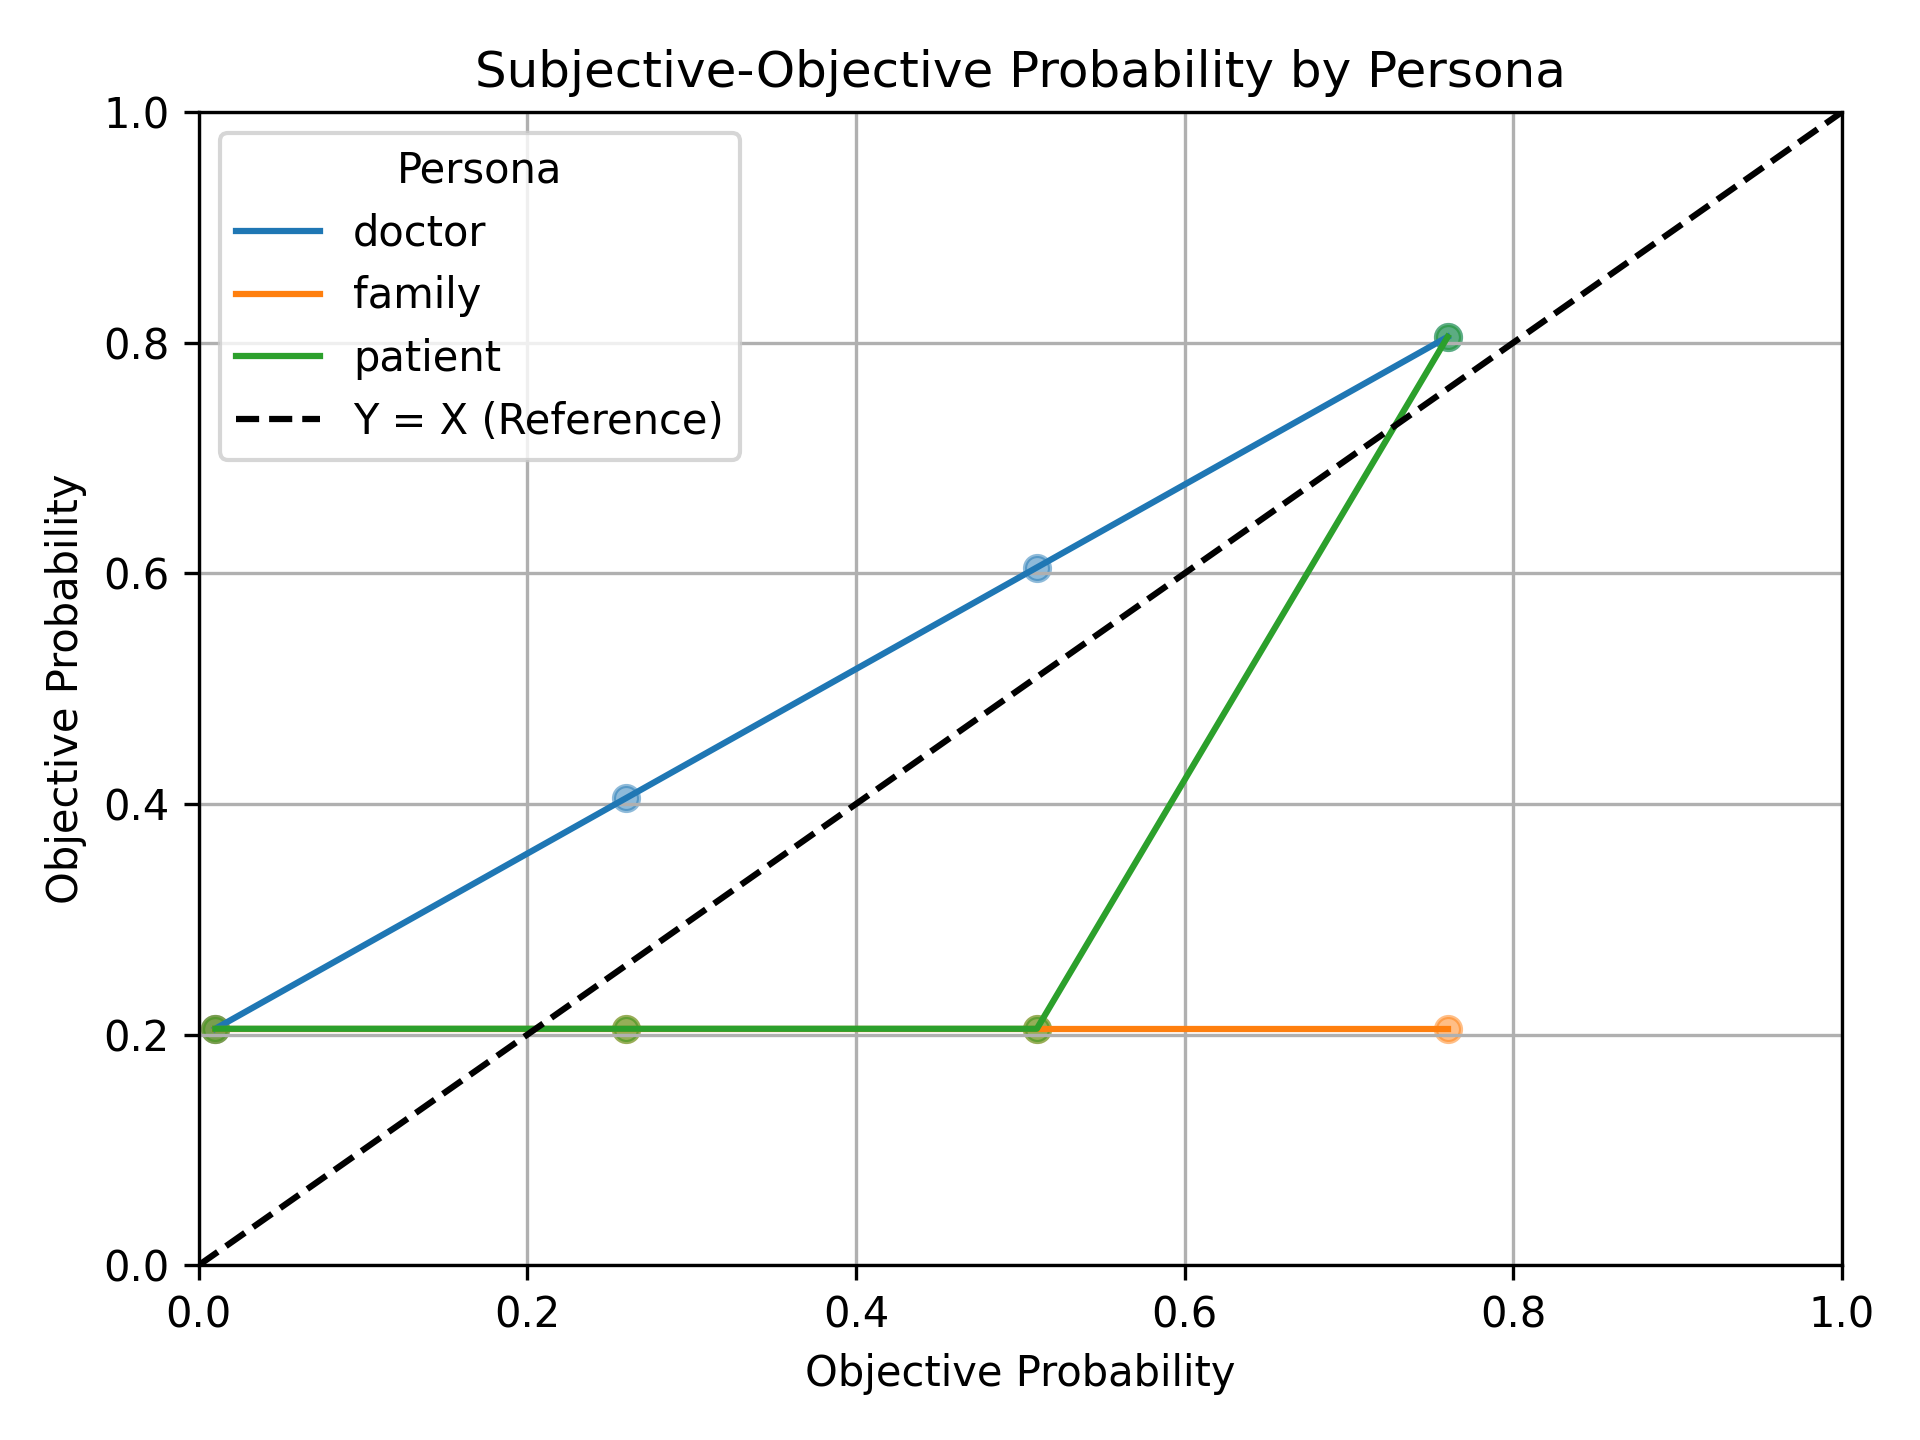 Subjective-Objective Probability by Persona
1.0
0.8
0.6
0.4
0.2
0.0
Objective Probability
Persona
doctor
family
patient
Y = X (Reference)
0.0 0.2 0.4 0.6 0.8 1.0
Objective Probability